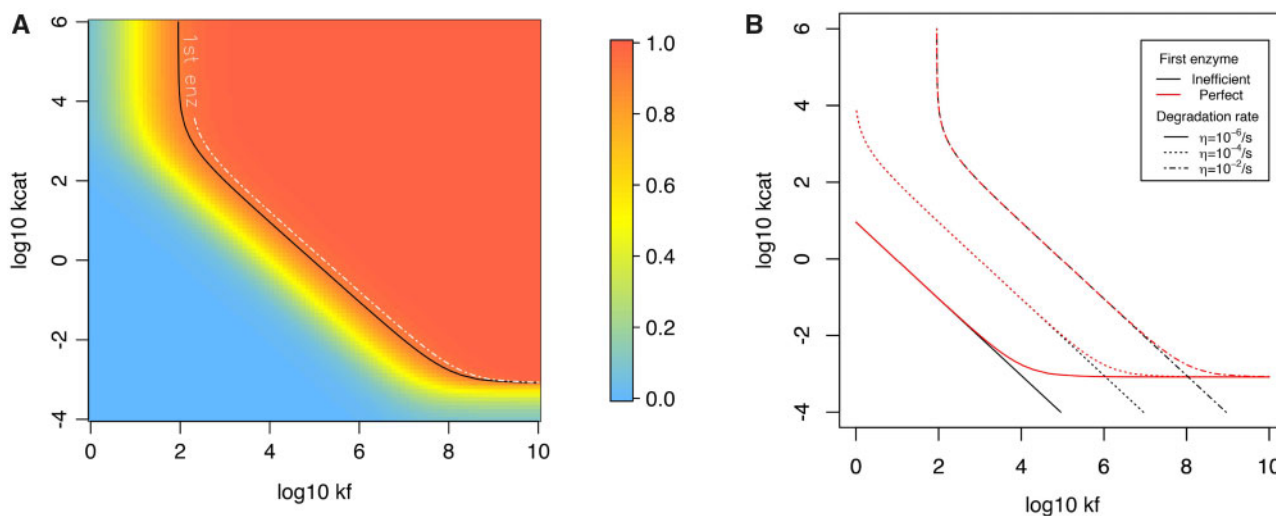 A
6
4
2
0
-2
-4
log10 kcat
0
2
4
6
8
10
log10 kf
1st enz
1.0
0.8
0.6
0.4
0.2
0.0
B
6
4
2
0
-2
-4
log10 kcat
0
2
4
6
8
10
log10 kf
First enzyme
Inefficient
Perfect
Degradation rate
η=10⁻⁶/s
η=10⁻⁴/s
η=10⁻²/s